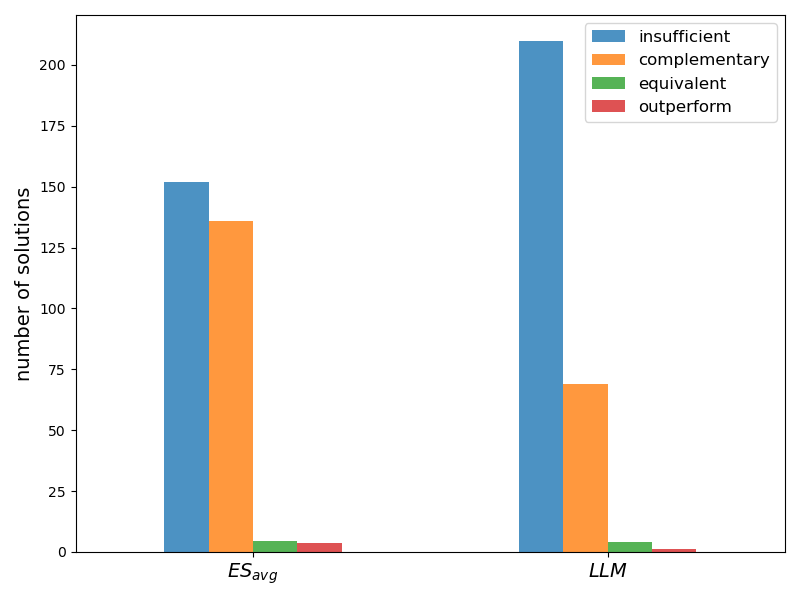 insufficient
complementary
equivalent
outperform
number of solutions
200
175
150
125
100
75
50
25
0
ES_avg
LLM